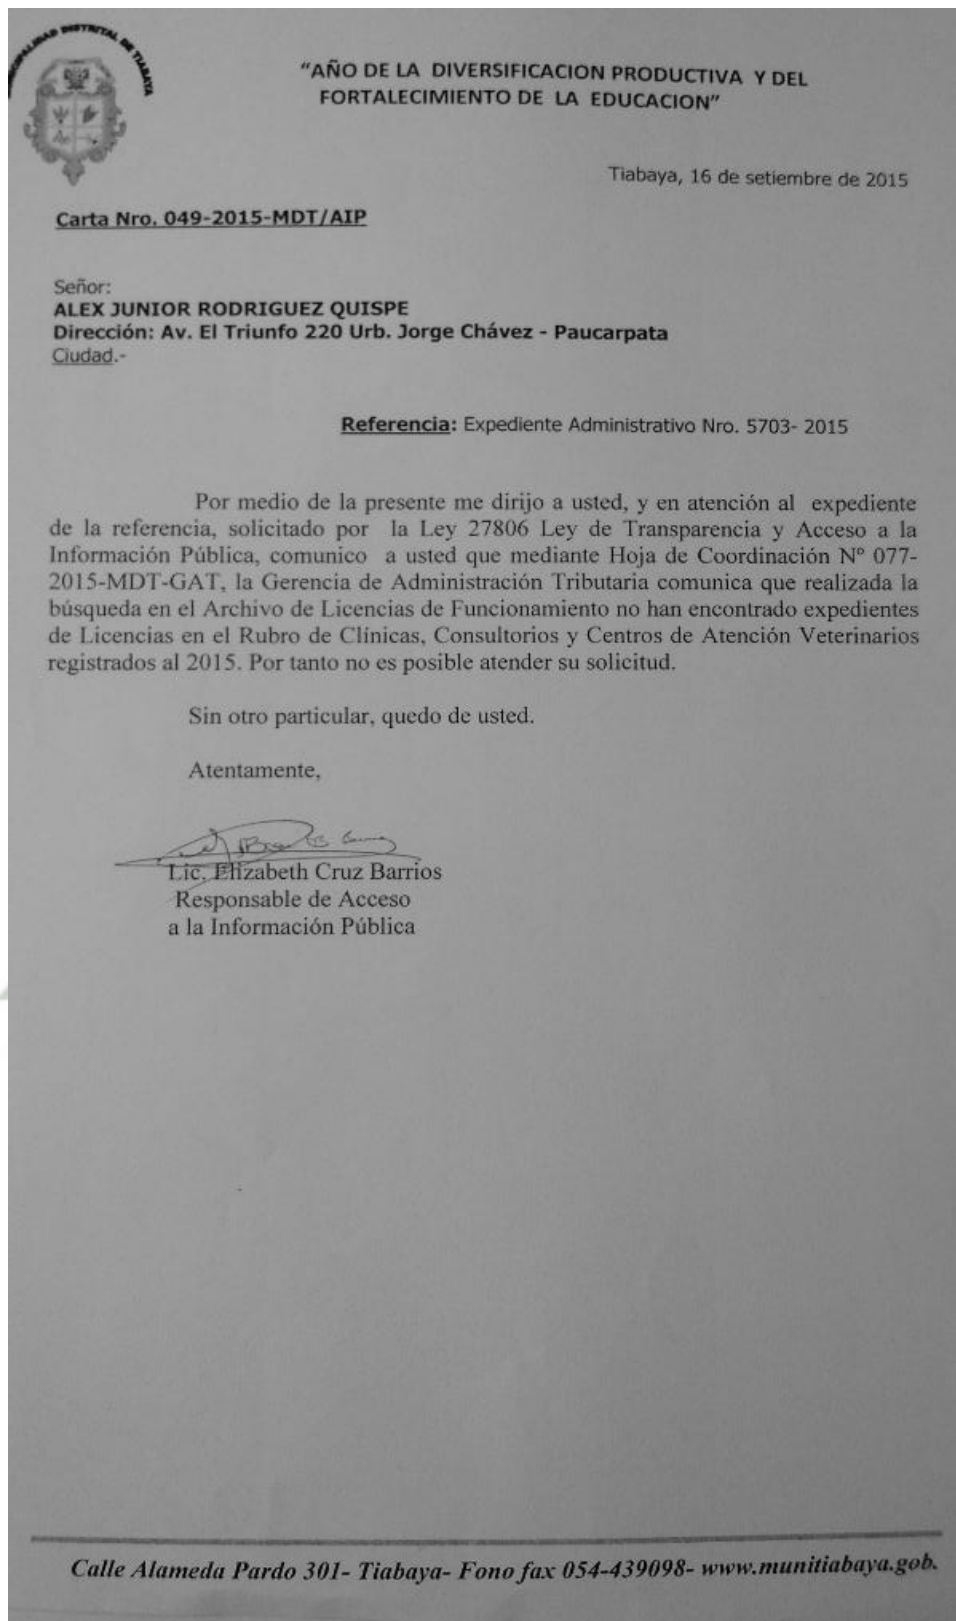 MUNICIPALIDAD DISTRITAL DE TIABAYA
"AÑO DE LA DIVERSIFICACION PRODUCTIVA Y DEL
FORTALECIMIENTO DE LA EDUCACION"
Tiabaya, 16 de setiembre de 2015
Carta Nro. 049-2015-MDT/AIP
Señor:
ALEX JUNIOR RODRIGUEZ QUISPE
Dirección: Av. El Triunfo 220 Urb. Jorge Chávez - Paucarpata
Ciudad.-
Referencia: Expediente Administrativo Nro. 5703- 2015
Por medio de la presente me dirijo a usted, y en atención al expediente
de la referencia, solicitado por la Ley 27806 Ley de Transparencia y Acceso a la
Información Pública, comunico a usted que mediante Hoja de Coordinación Nº 077-
2015-MDT-GAT, la Gerencia de Administración Tributaria comunica que realizada la
búsqueda en el Archivo de Licencias de Funcionamiento no han encontrado expedientes
de Licencias en el Rubro de Clínicas, Consultorios y Centros de Atención Veterinarios
registrados al 2015. Por tanto no es posible atender su solicitud.
Sin otro particular, quedo de usted.
Atentamente,
Lic. Elizabeth Cruz Barrios
Responsable de Acceso
a la Información Pública
Calle Alameda Pardo 301- Tiabaya- Fono fax 054-439098- www.munitiabaya.gob.